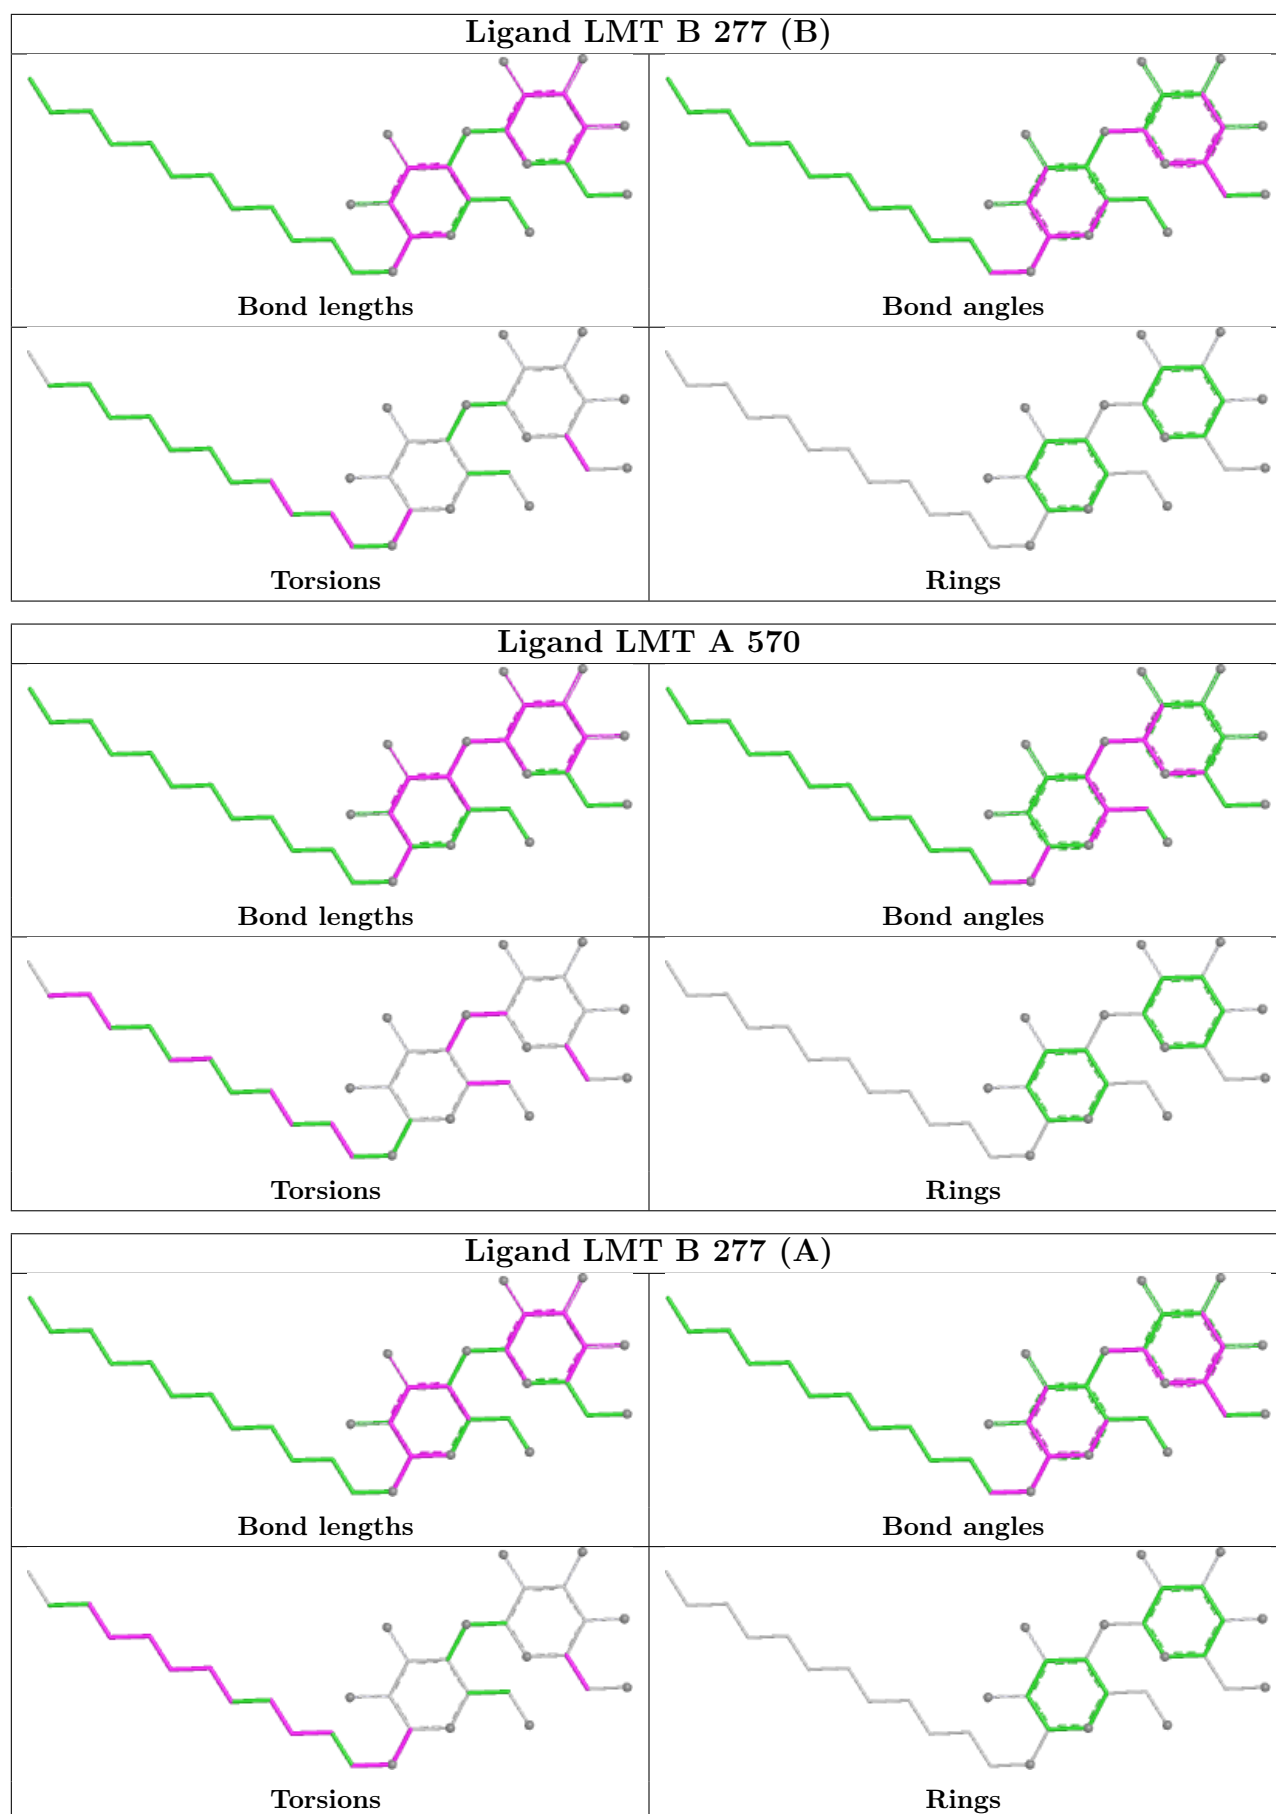 Ligand LMT B 277 (B)
Bond lengths
Bond angles
Torsions
Rings
Ligand LMT A 570
Bond lengths
Bond angles
Torsions
Rings
Ligand LMT B 277 (A)
Bond lengths
Bond angles
Torsions
Rings